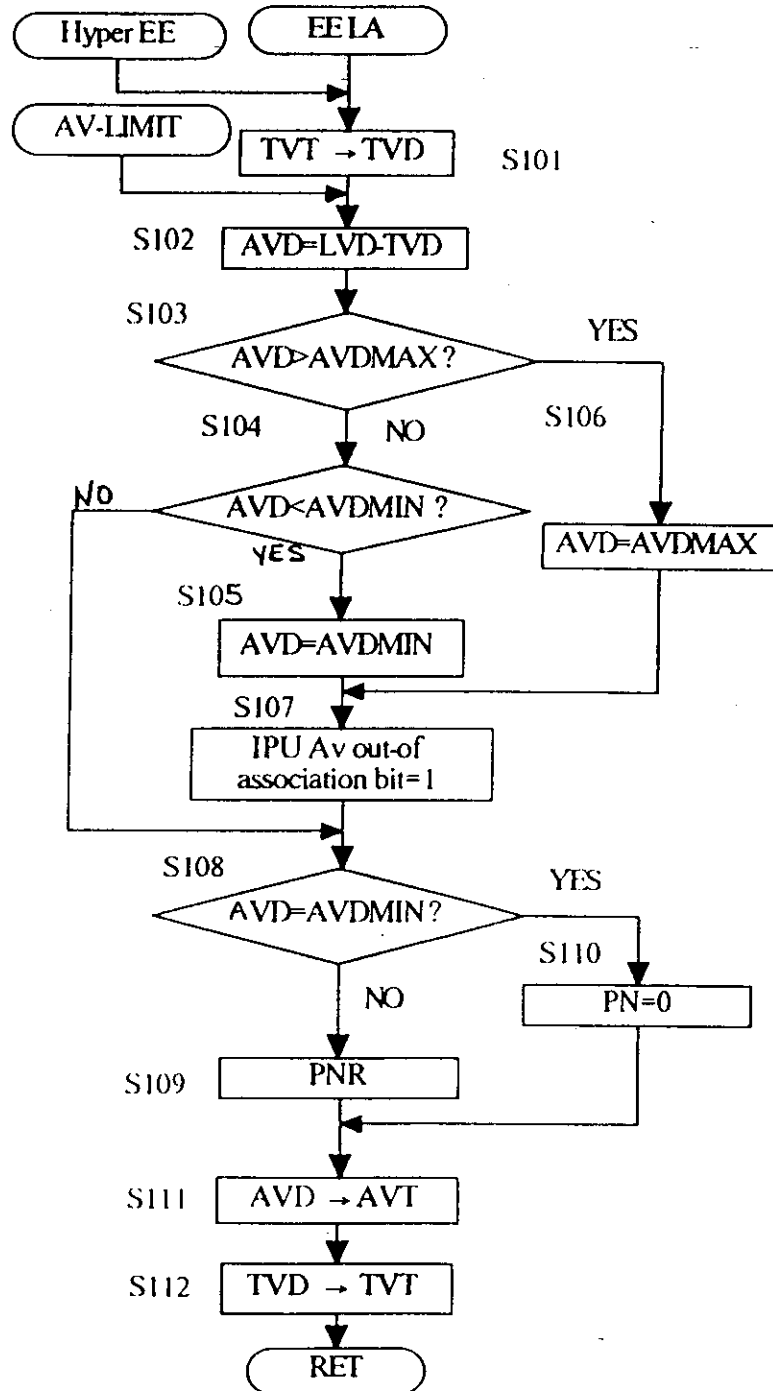 Hyper EE
EE LA
AV-LIMIT
TVT → TVD
S101
S102
AVD=LVD-TVD
S103
AVD>AVDMAX?
YES
S104
NO
S106
NO
AVD<AVDMIN ?
YES
AVD=AVDMAX
S105
AVD=AVDMIN
S107
IPU Av out-of
association bit=1
S108
AVD=AVDMIN?
YES
S110
NO
PN=0
S109
PNR
S111
AVD → AVT
S112
TVD → TVT
RET